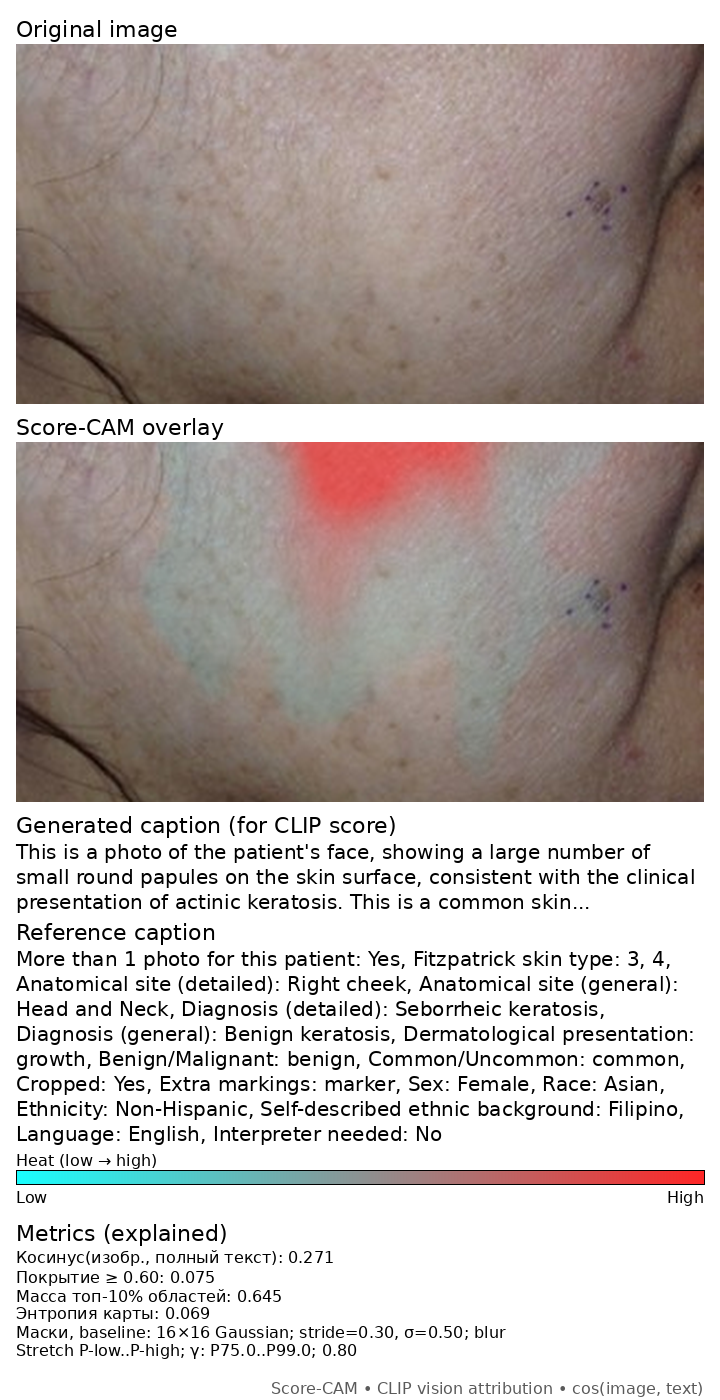 Original image
Score-CAM overlay
Generated caption (for CLIP score)
This is a photo of the patient's face, showing a large number of
small round papules on the skin surface, consistent with the clinical
presentation of actinic keratosis. This is a common skin...
Reference caption
More than 1 photo for this patient: Yes, Fitzpatrick skin type: 3, 4,
Anatomical site (detailed): Right cheek, Anatomical site (general):
Head and Neck, Diagnosis (detailed): Seborrheic keratosis,
Diagnosis (general): Benign keratosis, Dermatological presentation:
growth, Benign/Malignant: benign, Common/Uncommon: common,
Cropped: Yes, Extra markings: marker, Sex: Female, Race: Asian,
Ethnicity: Non-Hispanic, Self-described ethnic background: Filipino,
Language: English, Interpreter needed: No
Heat (low → high)
Low High
Metrics (explained)
Косинус(изобр., полный текст): 0.271
Покрытие ≥ 0.60: 0.075
Масса топ-10% областей: 0.645
Энтропия карты: 0.069
Маски, baseline: 16×16 Gaussian; stride=0.30, σ=0.50; blur
Stretch P-low..P-high; γ: P75.0..P99.0; 0.80
Score-CAM • CLIP vision attribution • cos(image, text)